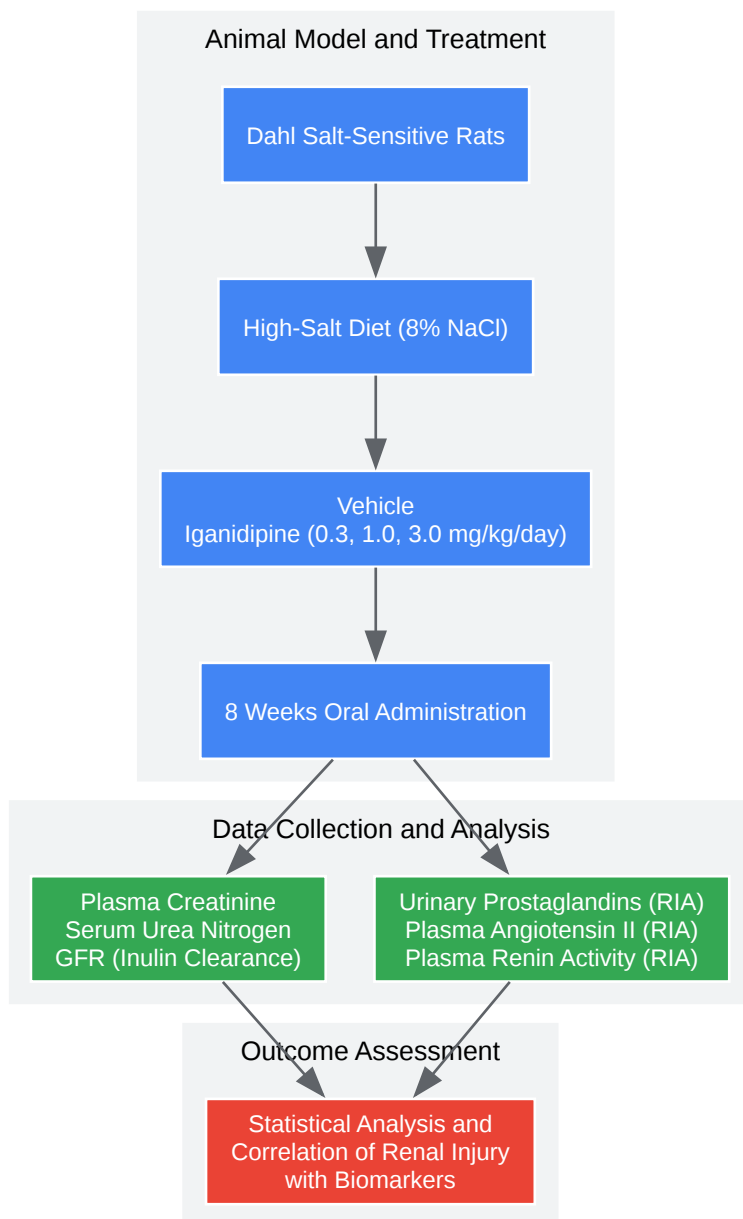 Animal Model and Treatment
Dahl Salt-Sensitive Rats
High-Salt Diet (8% NaCl)
Vehicle
Iganidipine (0.3, 1.0, 3.0 mg/kg/day)
8 Weeks Oral Administration
Data Collection and Analysis
Plasma Creatinine
Serum Urea Nitrogen
GFR (Inulin Clearance)
Urinary Prostaglandins (RIA)
Plasma Angiotensin II (RIA)
Plasma Renin Activity (RIA)
Outcome Assessment
Statistical Analysis and
Correlation of Renal Injury
with Biomarkers